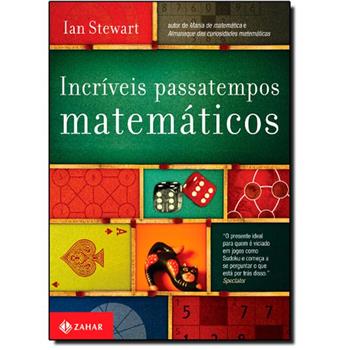 Ian Stewart
autor de Mania de matemática e
Almanaque das curiosidades matemáticas
Incríveis passatempos
matemáticos
"O presente ideal
para quem é viciado
em jogos como
Sudoku e começa a
se perguntar o que
está por trás disso."
Spectator
A
ZAHAR